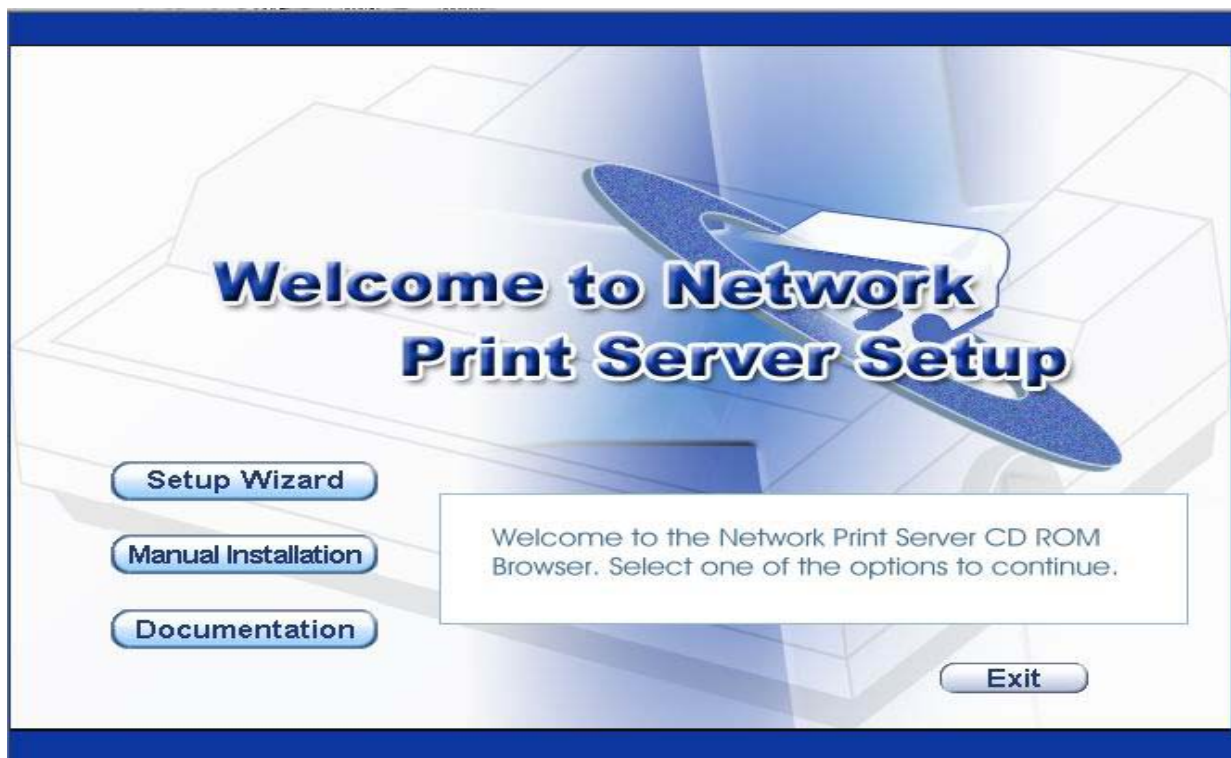 Welcome to Network
Print Server Setup
Setup Wizard
Manual Installation
Documentation
Welcome to the Network Print Server CD ROM
Browser. Select one of the options to continue.
Exit